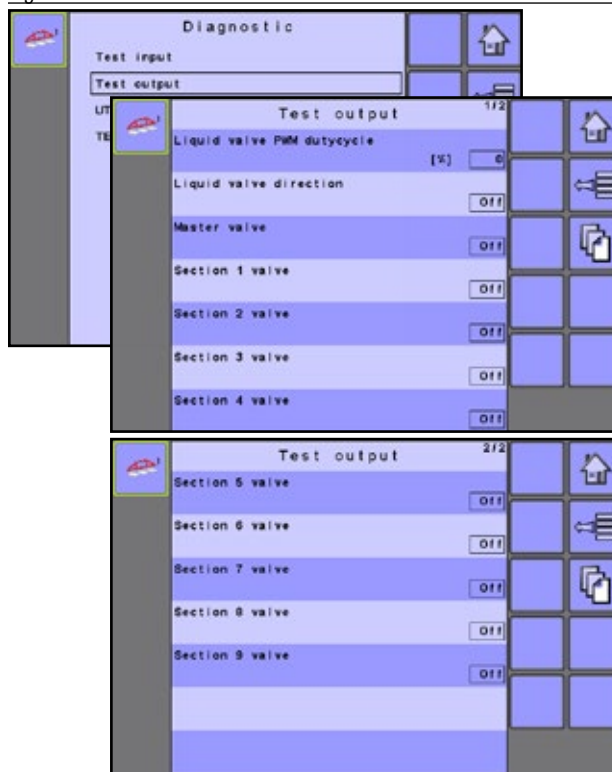 Diagnostic
Test input
Test output
UT
TE
Test output 1/2
Liquid valve PWM dutycycle
[%] 0
Liquid valve direction
Off
Master valve
Off
Section 1 valve
Off
Section 2 valve
Off
Section 3 valve
Off
Section 4 valve
Off
Test output 2/2
Section 5 valve
Off
Section 6 valve
Off
Section 7 valve
Off
Section 8 valve
Off
Section 9 valve
Off